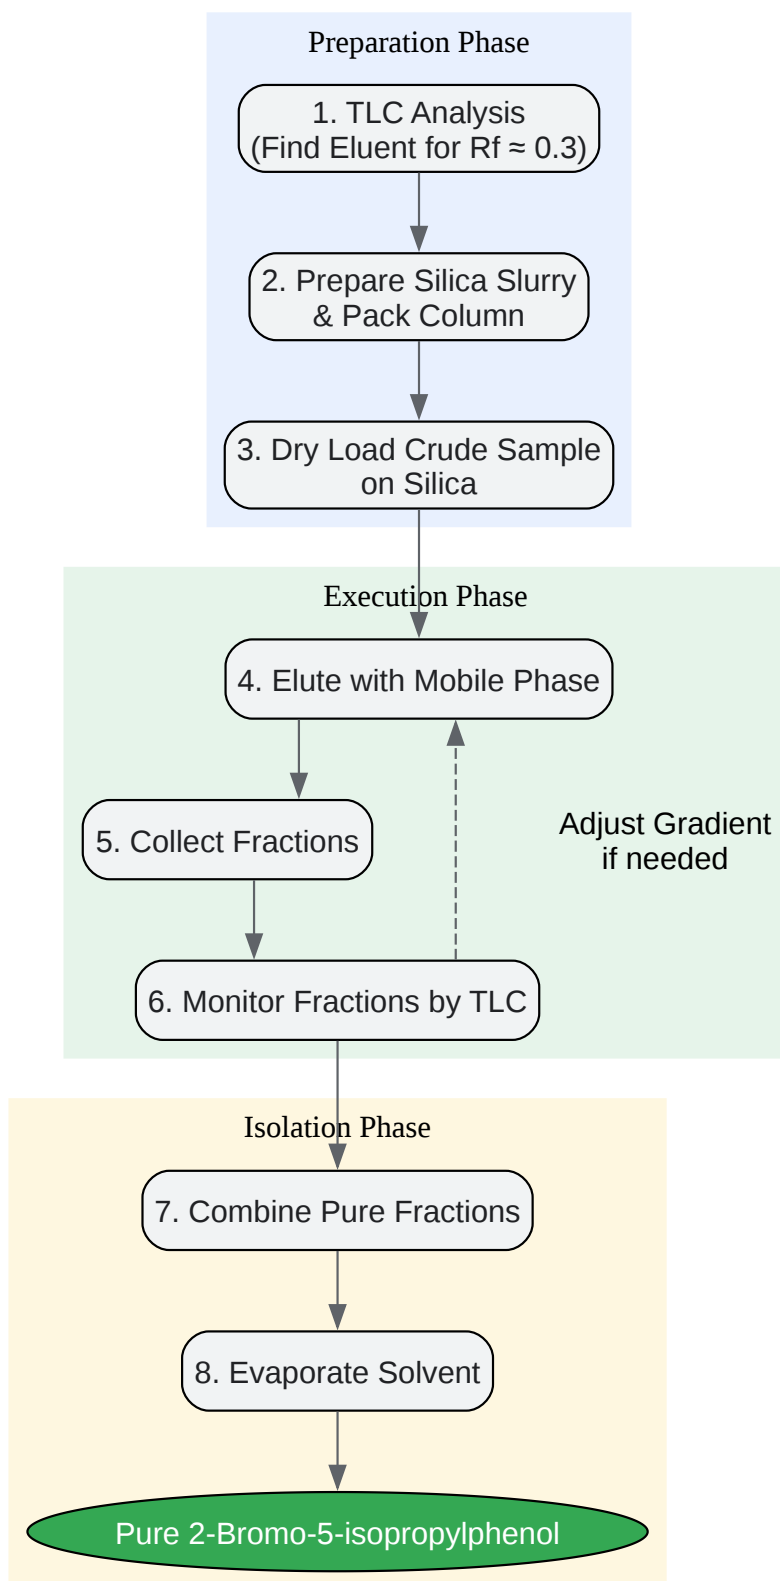 Preparation Phase
1. TLC Analysis
(Find Eluent for Rf ≈ 0.3)
2. Prepare Silica Slurry
& Pack Column
3. Dry Load Crude Sample
on Silica
Execution Phase
4. Elute with Mobile Phase
5. Collect Fractions
Adjust Gradient
if needed
6. Monitor Fractions by TLC
Isolation Phase
7. Combine Pure Fractions
8. Evaporate Solvent
Pure 2-Bromo-5-isopropylphenol